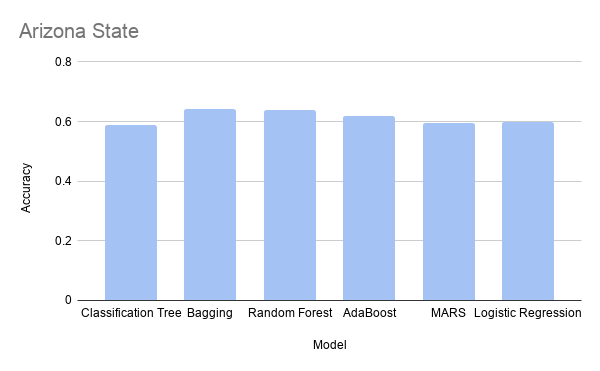 Arizona State
0.8
0.6
0.4
0.2
0
Accuracy
Classification Tree Bagging Random Forest AdaBoost MARS Logistic Regression
Model